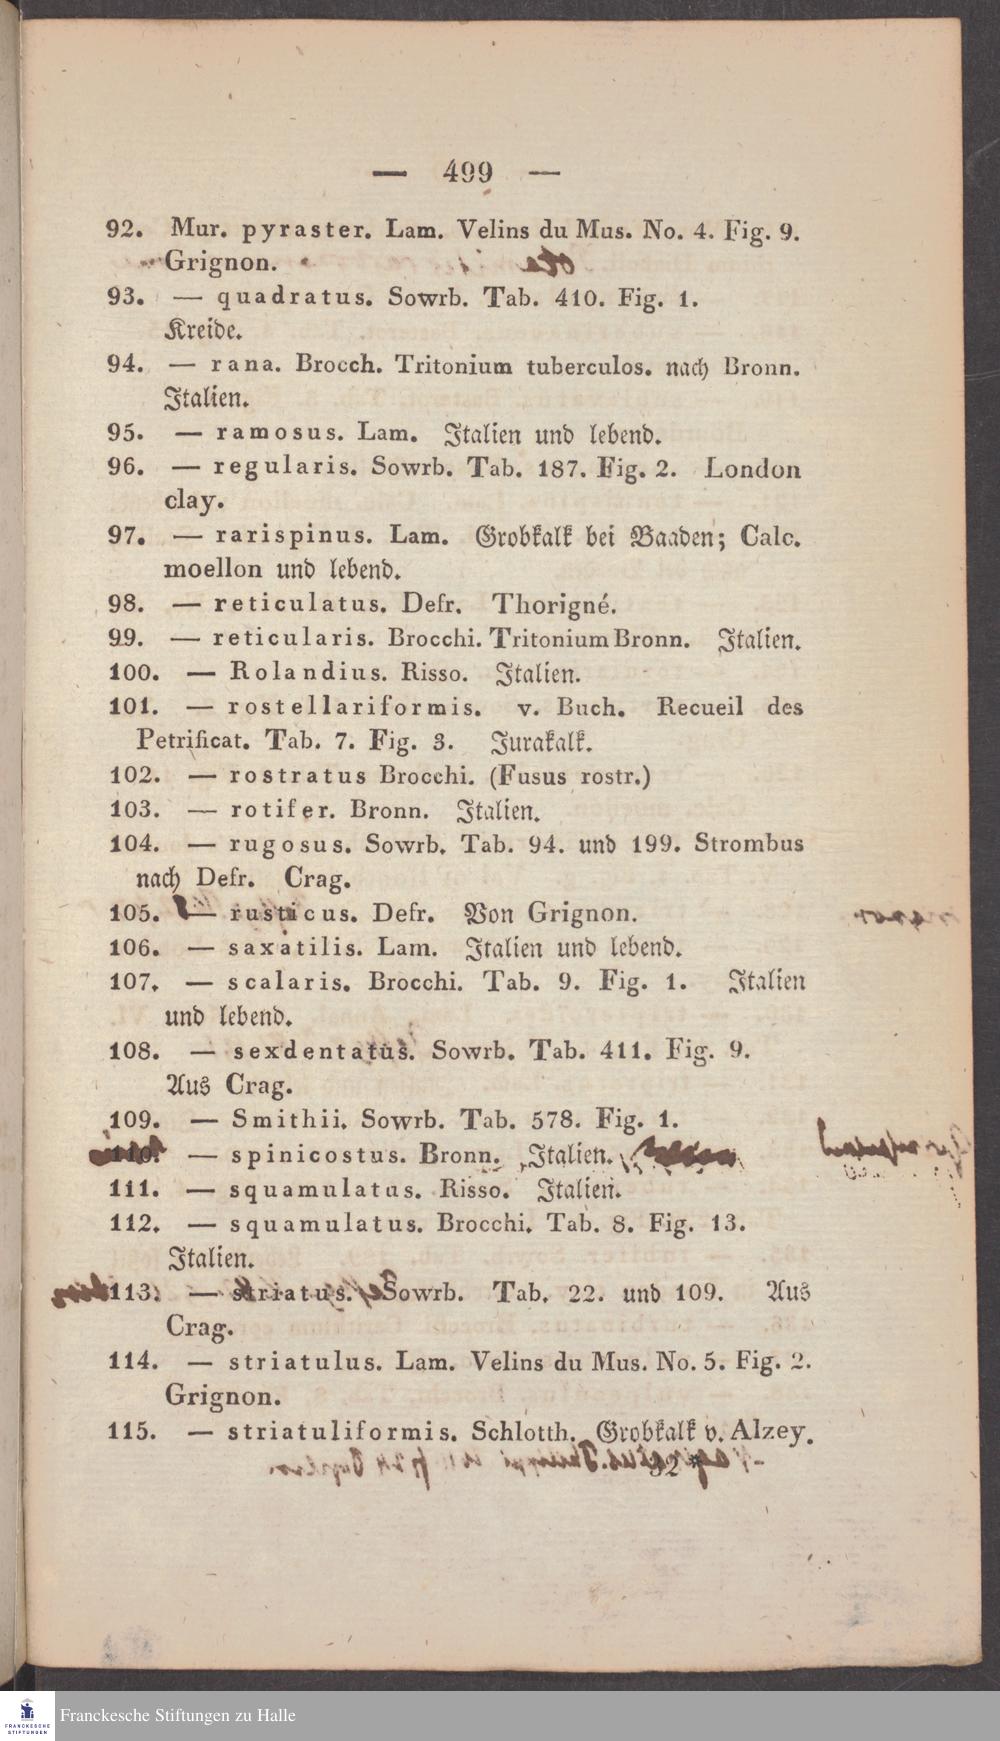 — 499 —
92. Mur. pyraster. Lam. Velins du Mus. No. 4. Fig. 9.
Grignon.
93. — quadratus. Sowrb. Tab. 410. Fig. 1.
Kreide.
94. — rana. Brocch. Tritonium tuberculos. nach Bronn.
Italien.
95. — ramosus. Lam. Italien und lebend.
96. — regularis. Sowrb. Tab. 187. Fig. 2. London
clay.
97. — rarispinus. Lam. Grobkalk bei Baaden; Calc.
moellon und lebend.
98. — reticulatus. Defr. Thorigné.
99. — reticularis. Brocchi. Tritonium Bronn. Italien.
100. — Rolandius. Risso. Italien.
101. — rostellariformis. v. Buch. Recueil des
Petrificat. Tab. 7. Fig. 3. Jurakalk.
102. — rostratus Brocchi. (Fusus rostr.)
103. — rotifer. Bronn. Italien.
104. — rugosus. Sowrb. Tab. 94. und 199. Strombus
nach Defr. Crag.
105. — rusticus. Defr. Von Grignon.
106. — saxatilis. Lam. Italien und lebend.
107. — scalaris. Brocchi. Tab. 9. Fig. 1. Italien
und lebend.
108. — sexdentatus. Sowrb. Tab. 411. Fig. 9.
Aus Crag.
109. — Smithii. Sowrb. Tab. 578. Fig. 1.
110. — spinicostus. Bronn. Italien.
111. — squamulatus. Risso. Italien.
112. — squamulatus. Brocchi. Tab. 8. Fig. 13.
Italien.
113. — striatus. Sowrb. Tab. 22. und 109. Aus
Crag.
114. — striatulus. Lam. Velins du Mus. No. 5. Fig. 2.
Grignon.
115. — striatuliformis. Schlotth. Grobkalk v. Alzey.
32 *
FRANCKESCHE
STIFTUNGEN
Franckesche Stiftungen zu Halle